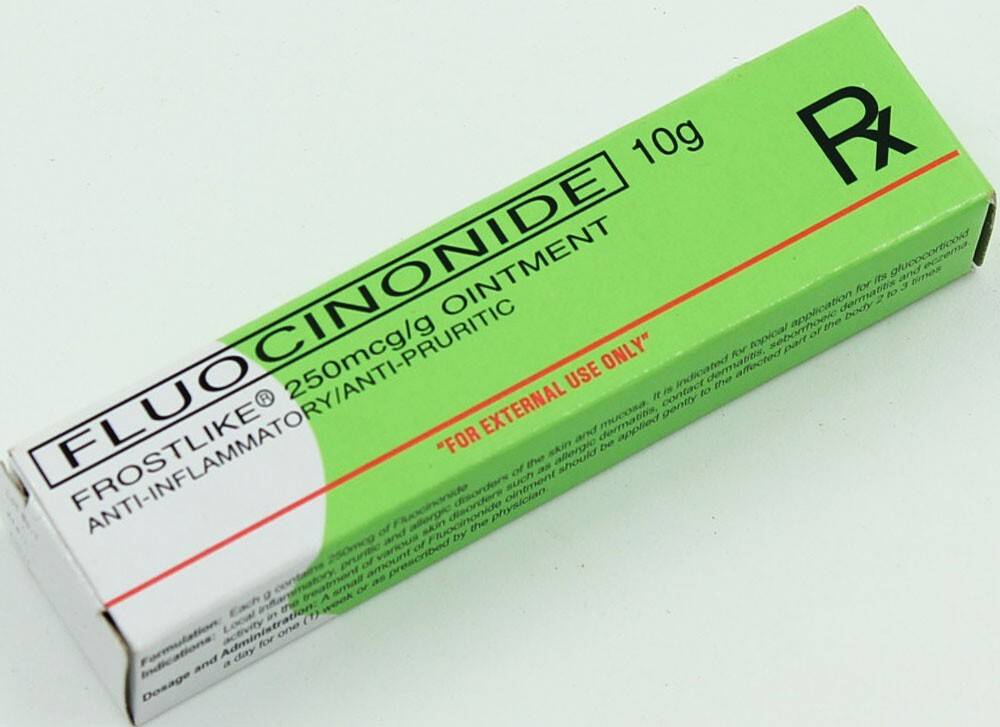 FLUOCINONIDE 10g
FROSTLIKE® 250mcg/g OINTMENT
ANTI-INFLAMMATORY/ANTI-PRURITIC
Rx
"FOR EXTERNAL USE ONLY"
Formulation: Each g contains 250mcg of Fluocinonide
Indications: Local inflammatory, pruritic and allergic disorders of the skin and mucosa. It is indicated for topical application for its glucocorticoid
activity in the treatment of various skin disorders such as allergic dermatitis, contact dermatitis, seborrhoeic dermatitis and eczema
Dosage and Administration: A small amount of Fluocinonide ointment should be applied gently to the affected part of the body 2 to 3 times
a day for one (1) week or as prescribed by the physician.